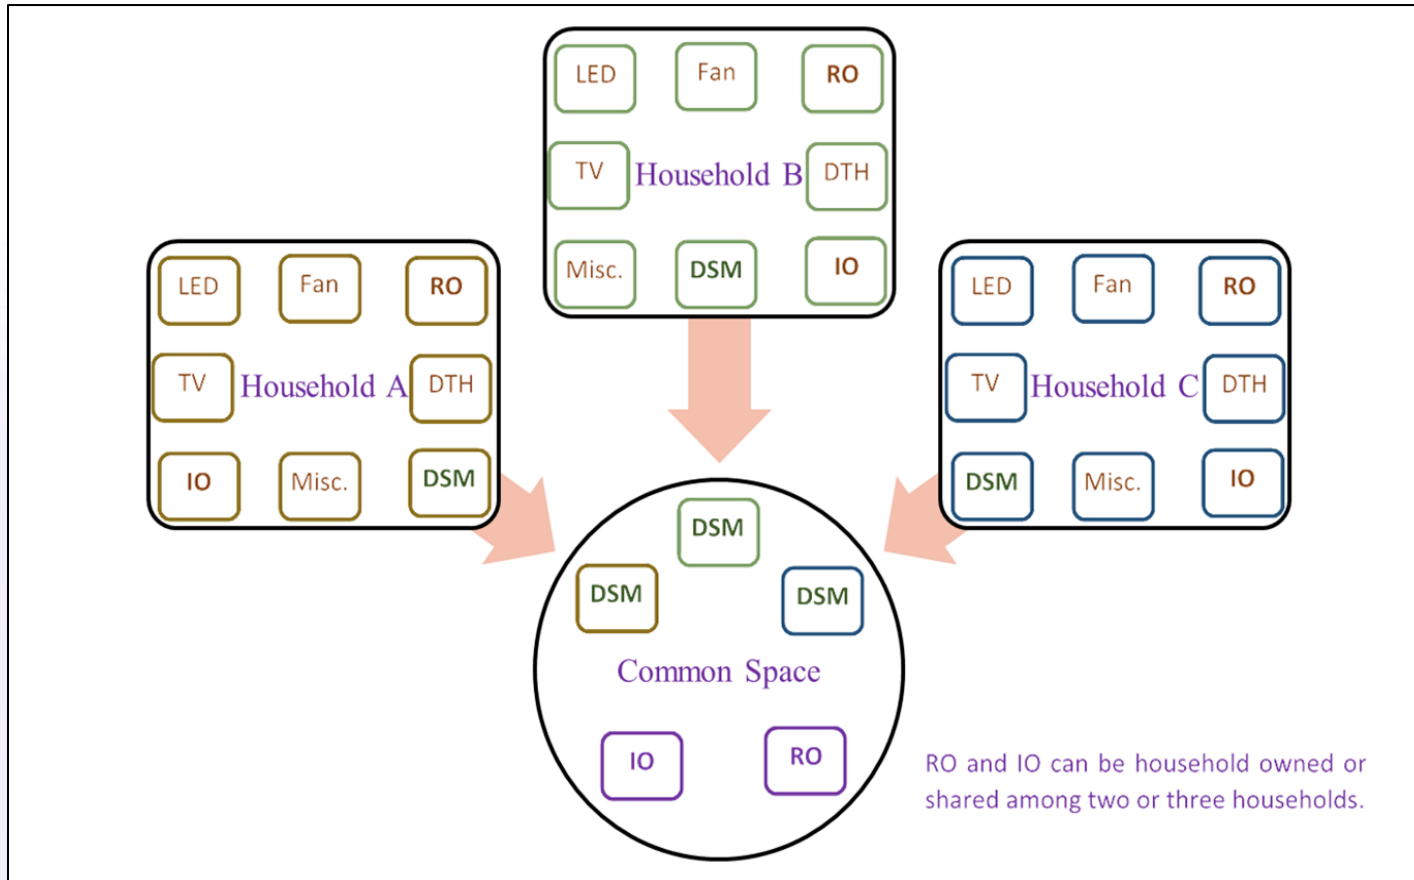 LED Fan RO
TV Household B DTH
Misc. DSM IO
LED Fan RO
TV Household A DTH
IO Misc. DSM
LED Fan RO
TV Household C DTH
DSM Misc. IO
DSM
DSM DSM
Common Space
IO RO
RO and IO can be household owned or
shared among two or three households.